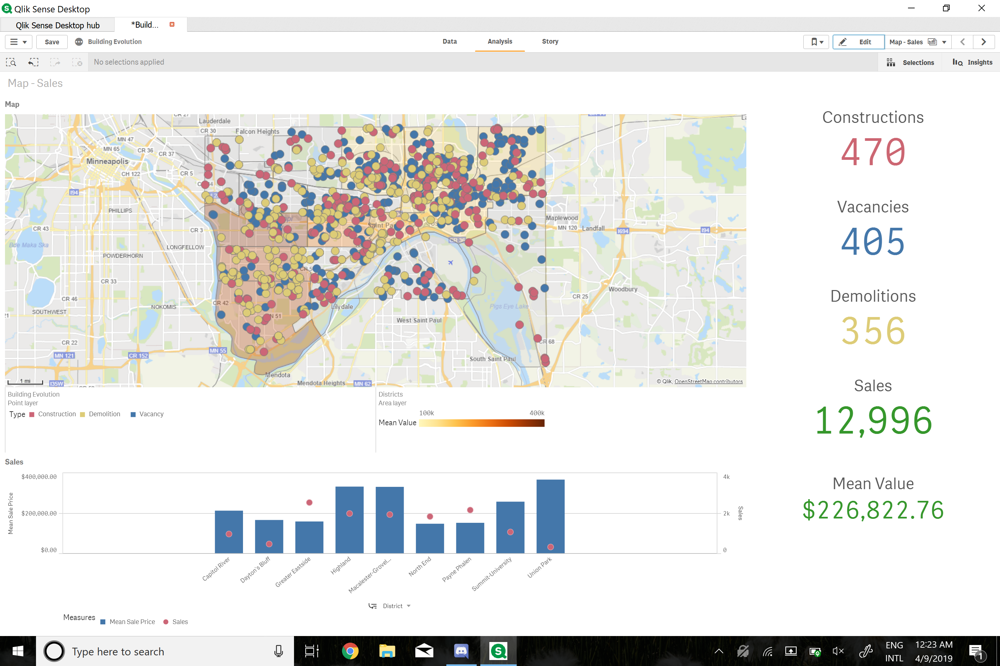 Qlik Sense Desktop
Qlik Sense Desktop hub
*Build...
Save
Building Evolution
Data
Analysis
Story
Edit
Map - Sales
No selections applied
Selections
Insights
Map - Sales
Map
CR 27
Lauderdale
CR 30
Falcon Heights
MN 47
MN 65
CR 36
CR 37
Minneapolis
CH 122
CR 5
I94
PHILLIPS
CR 43
CR 3
Bde Maka Ska
LONGFELLOW
POWDERHORN
CR 33
CR 5
CR 46
NOKOMIS
CR 42
SOUTHWEST
N 51
Lilydale
West Saint Paul
CR 22
MN 121
CR 152
MN 55
Saint Pa
CR 36
Maplewood
MN 120
Landfall
I694
I94
Woodbury
CR 25
Pigs Eye Lake
CR 68
South Saint Paul
Mendota
Mendota Heights
MN 62
I35W
1 mi
© Qlik, OpenStreetMap contributors
Building Evolution
Point layer
Type
Construction
Demolition
Vacancy
Districts
Area layer
100k
400k
Mean Value
Constructions
470
Vacancies
405
Demolitions
356
Sales
12,996
Mean Value
$226,822.76
Sales
Mean Sale Price
$400,000.00
$200,000.00
$0.00
4k
2k
0
Sales
Capitol River
Dayton's Bluff
Greater Eastside
Highland
Macalester-Grovel...
North End
Payne Phalen
Summit-University
Union Park
District
Measures
Mean Sale Price
Sales
Type here to search
ENG
INTL
12:23 AM
4/9/2019
1